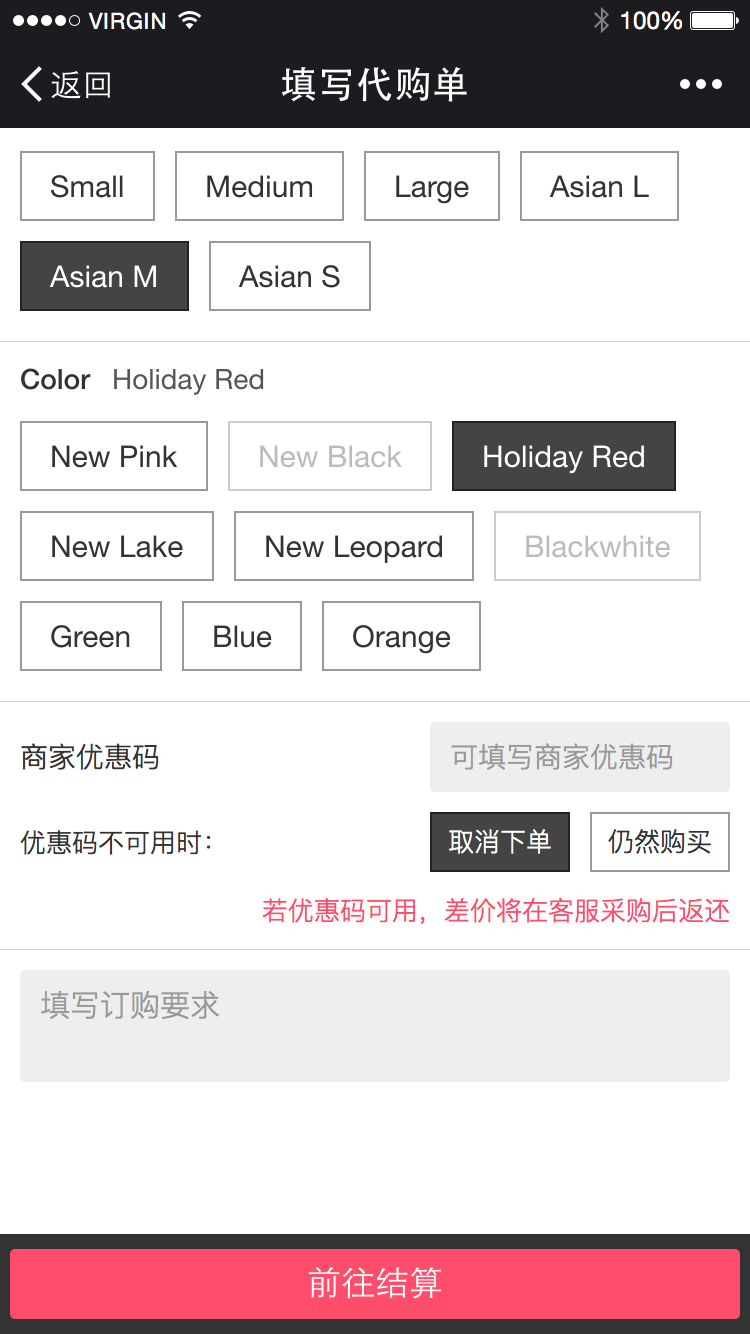 VIRGIN 100%
返回 填写代购单
Small Medium Large Asian L
Asian M Asian S
Color Holiday Red
New Pink New Black Holiday Red
New Lake New Leopard Blackwhite
Green Blue Orange
商家优惠码 可填写商家优惠码
优惠码不可用时： 取消下单 仍然购买
若优惠码可用，差价将在客服采购后返还
填写订购要求
前往结算